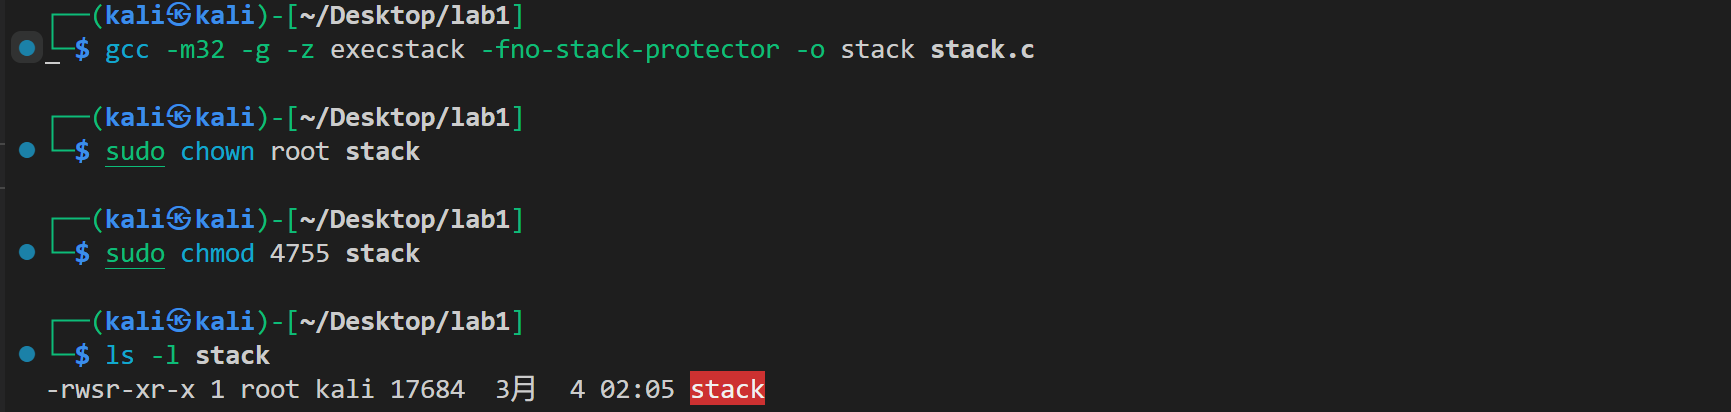 ┌──(kali㉿kali)-[~/Desktop/lab1]
└─$ gcc -m32 -g -z execstack -fno-stack-protector -o stack stack.c
┌──(kali㉿kali)-[~/Desktop/lab1]
└─$ sudo chown root stack
┌──(kali㉿kali)-[~/Desktop/lab1]
└─$ sudo chmod 4755 stack
┌──(kali㉿kali)-[~/Desktop/lab1]
└─$ ls -l stack
-rwsr-xr-x 1 root kali 17684  3月  4 02:05 stack